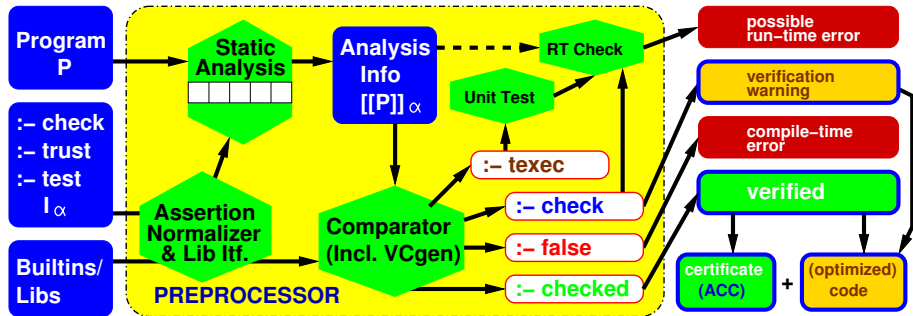 Program
P
:– check
:– trust
:– test
I α
Builtins/
Libs
Static
Analysis
Assertion
Normalizer
& Lib Itf.
PREPROCESSOR
Analysis
Info
[[P]] α
Comparator
(Incl. VCgen)
RT Check
Unit Test
:– texec
:– check
:– false
:– checked
possible
run–time error
verification
warning
compile–time
error
verified
certificate
(ACC)
+
(optimized)
code